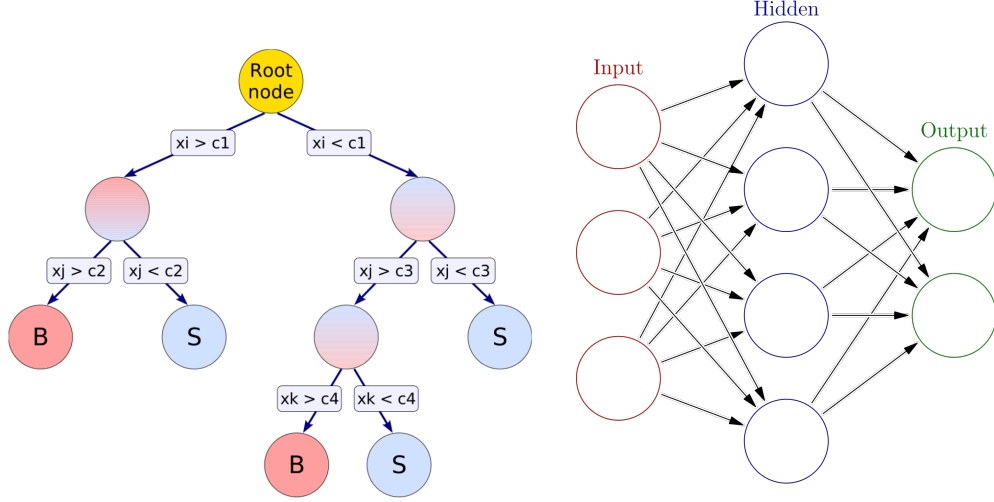 Root
node
xi > c1
xi < c1
xj > c2
xj < c2
xj > c3
xj < c3
B
S
S
xk > c4
xk < c4
B
S
Hidden
Input
Output